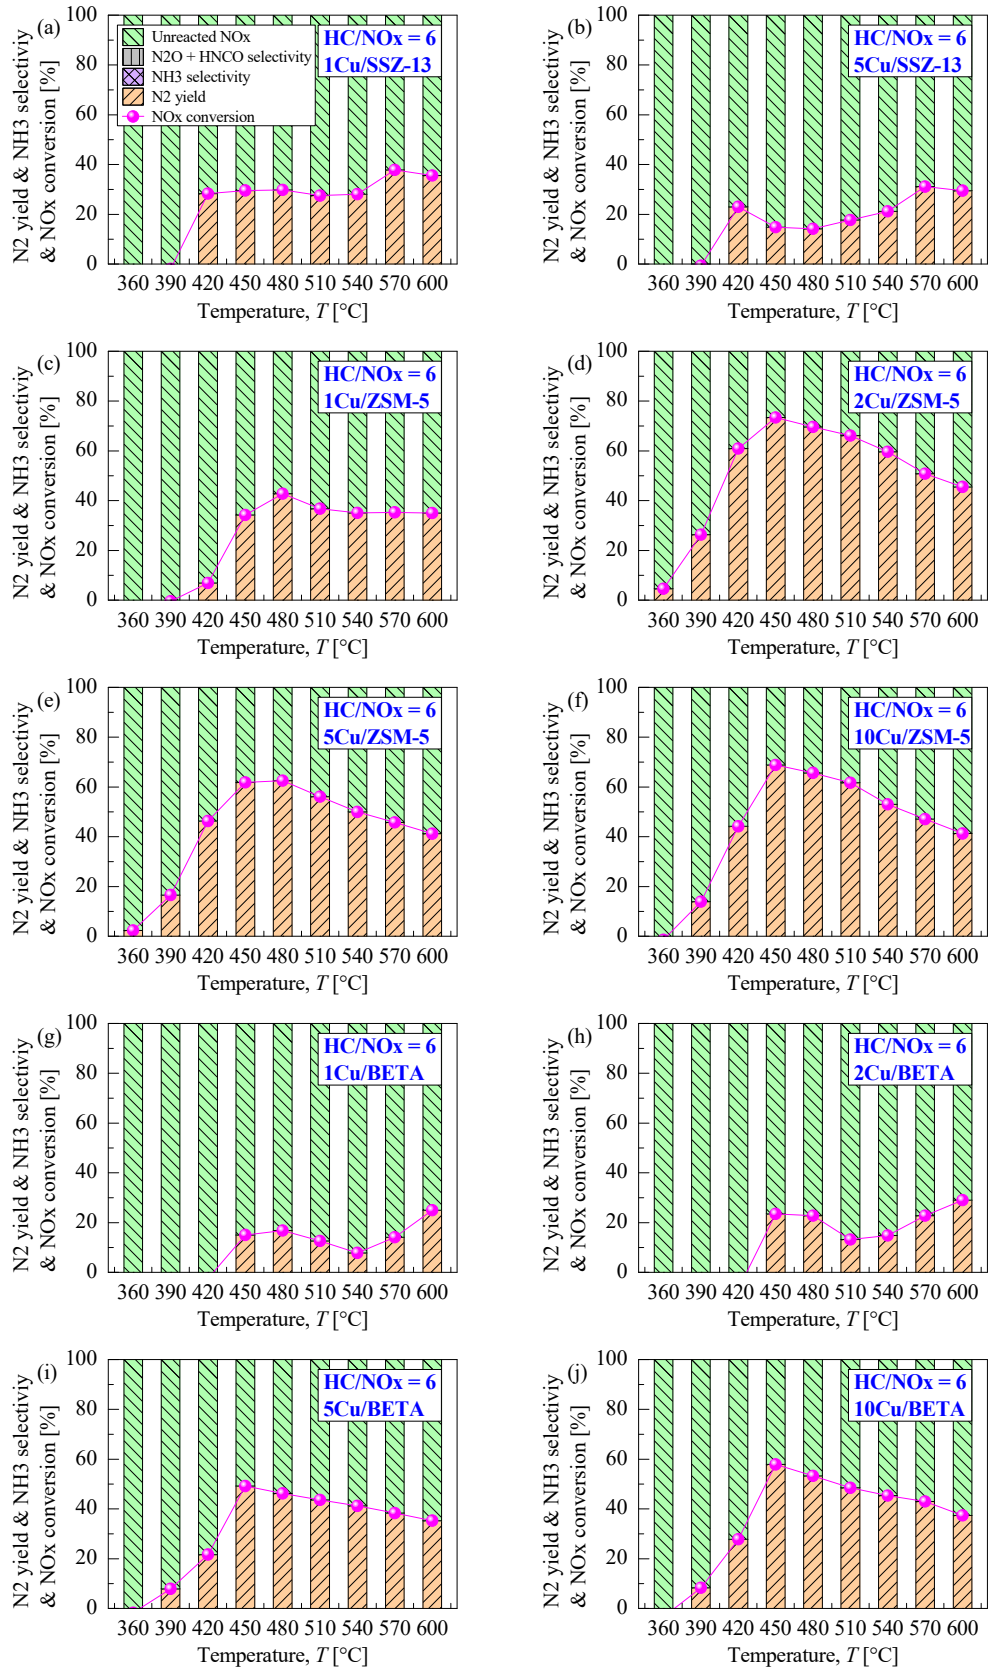 (a)
N2 yield & NH3 selectiviy
& NOx conversion [%]
100
80
60
40
20
0
Unreacted NOx
N2O + HNCO selectivity
NH3 selectivity
N2 yield
NOx conversion
HC/NOx = 6
1Cu/SSZ-13
360 390 420 450 480 510 540 570 600
Temperature, T [°C]
(b)
N2 yield & NH3 selectiviy
& NOx conversion [%]
100
80
60
40
20
0
HC/NOx = 6
5Cu/SSZ-13
360 390 420 450 480 510 540 570 600
Temperature, T [°C]
(c)
N2 yield & NH3 selectiviy
& NOx conversion [%]
100
80
60
40
20
0
HC/NOx = 6
1Cu/ZSM-5
360 390 420 450 480 510 540 570 600
Temperature, T [°C]
(d)
N2 yield & NH3 selectiviy
& NOx conversion [%]
100
80
60
40
20
0
HC/NOx = 6
2Cu/ZSM-5
360 390 420 450 480 510 540 570 600
Temperature, T [°C]
(e)
N2 yield & NH3 selectiviy
& NOx conversion [%]
100
80
60
40
20
0
HC/NOx = 6
5Cu/ZSM-5
360 390 420 450 480 510 540 570 600
Temperature, T [°C]
(f)
N2 yield & NH3 selectiviy
& NOx conversion [%]
100
80
60
40
20
0
HC/NOx = 6
10Cu/ZSM-5
360 390 420 450 480 510 540 570 600
Temperature, T [°C]
(g)
N2 yield & NH3 selectiviy
& NOx conversion [%]
100
80
60
40
20
0
HC/NOx = 6
1Cu/BETA
360 390 420 450 480 510 540 570 600
Temperature, T [°C]
(h)
N2 yield & NH3 selectiviy
& NOx conversion [%]
100
80
60
40
20
0
HC/NOx = 6
2Cu/BETA
360 390 420 450 480 510 540 570 600
Temperature, T [°C]
(i)
N2 yield & NH3 selectiviy
& NOx conversion [%]
100
80
60
40
20
0
HC/NOx = 6
5Cu/BETA
360 390 420 450 480 510 540 570 600
Temperature, T [°C]
(j)
N2 yield & NH3 selectiviy
& NOx conversion [%]
100
80
60
40
20
0
HC/NOx = 6
10Cu/BETA
360 390 420 450 480 510 540 570 600
Temperature, T [°C]